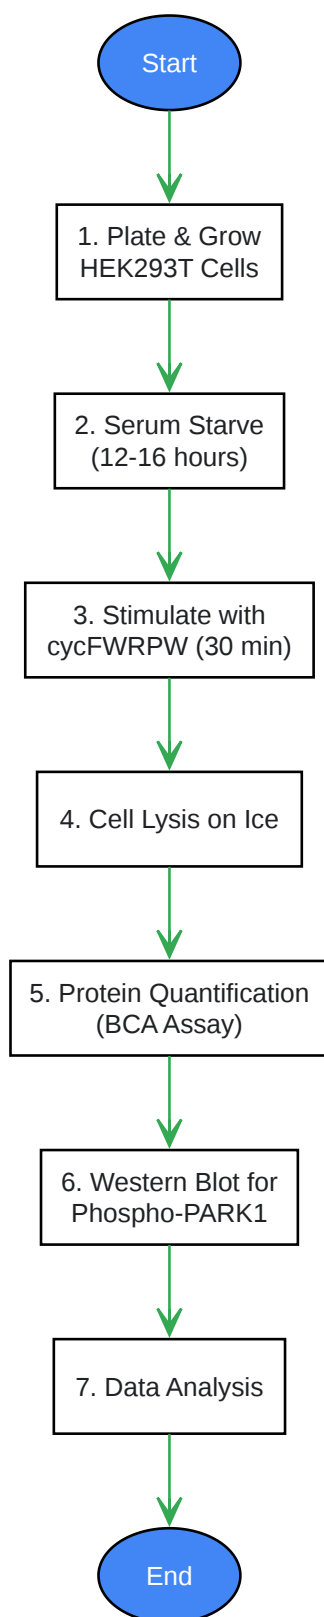 Start
1. Plate & Grow
HEK293T Cells
2. Serum Starve
(12-16 hours)
3. Stimulate with
cycFWRPW (30 min)
4. Cell Lysis on Ice
5. Protein Quantification
(BCA Assay)
6. Western Blot for
Phospho-PARK1
7. Data Analysis
End